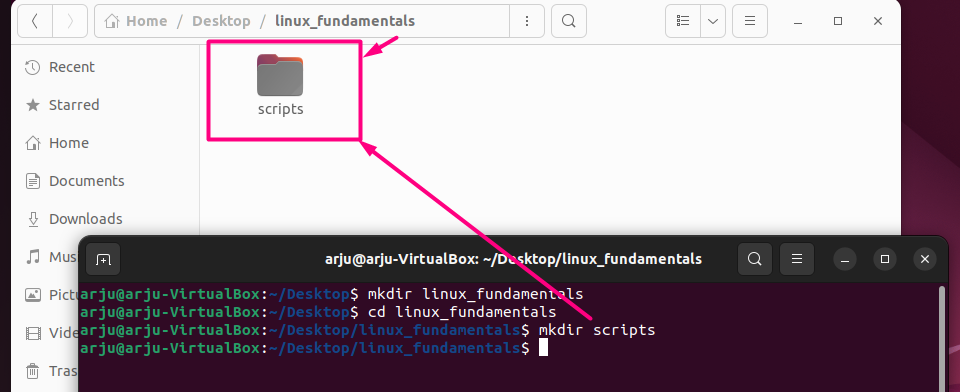 Home / Desktop / linux_fundamentals
scripts
Recent
Starred
Home
Documents
Downloads
Mus
Pictu
Vide
Tras
arju@arju-VirtualBox: ~/Desktop/linux_fundamentals
arju@arju-VirtualBox:~/Desktop$ mkdir linux_fundamentals
arju@arju-VirtualBox:~/Desktop$ cd linux_fundamentals
arju@arju-VirtualBox:~/Desktop/linux_fundamentals$ mkdir scripts
arju@arju-VirtualBox:~/Desktop/linux_fundamentals$